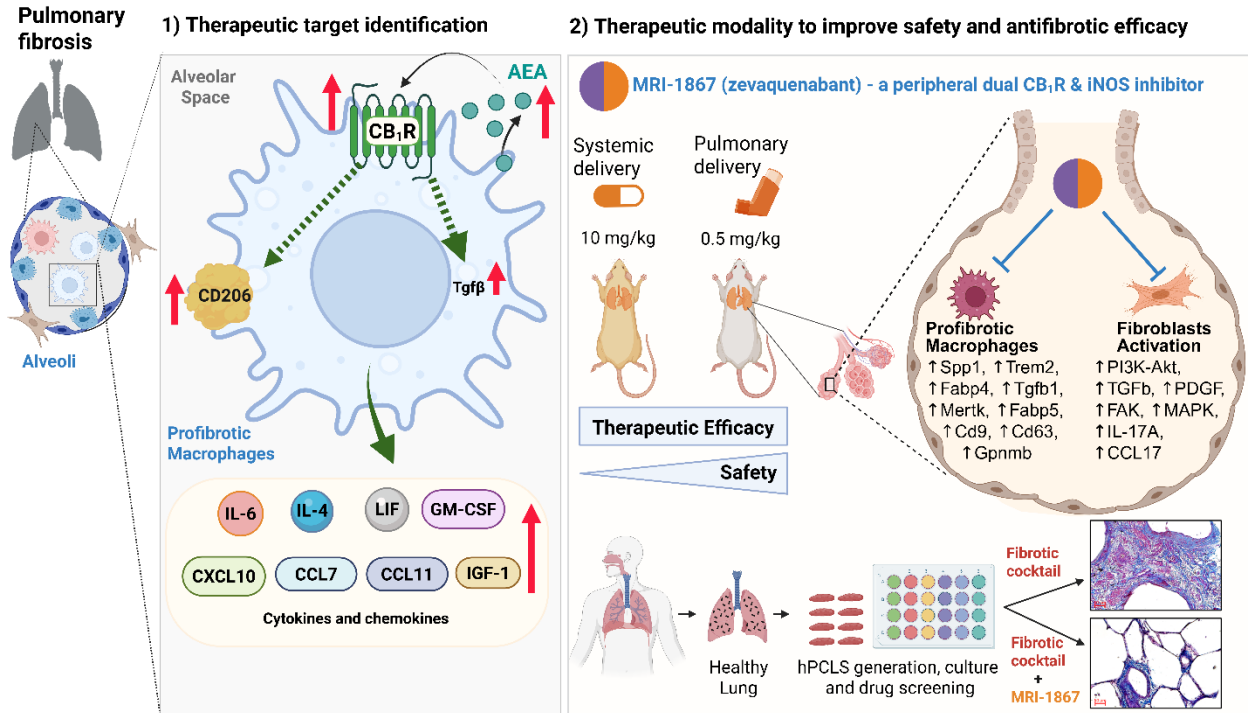 Pulmonary
fibrosis
Alveoli
1) Therapeutic target identification
Alveolar
Space
AEA
CB₁R
CD206
Tgfβ
Profibrotic
Macrophages
IL-6
IL-4
LIF
GM-CSF
CXCL10
CCL7
CCL11
IGF-1
Cytokines and chemokines
2) Therapeutic modality to improve safety and antifibrotic efficacy
MRI-1867 (zevaquenabant) - a peripheral dual CB₁R & iNOS inhibitor
Systemic
delivery
10 mg/kg
Pulmonary
delivery
0.5 mg/kg
Therapeutic Efficacy
Safety
Profibrotic
Macrophages
↑Spp1, ↑Trem2,
↑Fabp4, ↑Tgfb1,
↑Mertk, ↑Fabp5,
↑Cd9, ↑Cd63,
↑Gpnmb
Fibroblasts
Activation
↑PI3K-Akt,
↑TGFb, ↑PDGF,
↑FAK, ↑MAPK,
↑IL-17A,
↑CCL17
Healthy
Lung
hPCLS generation, culture
and drug screening
Fibrotic
cocktail
Fibrotic
cocktail
+
MRI-1867